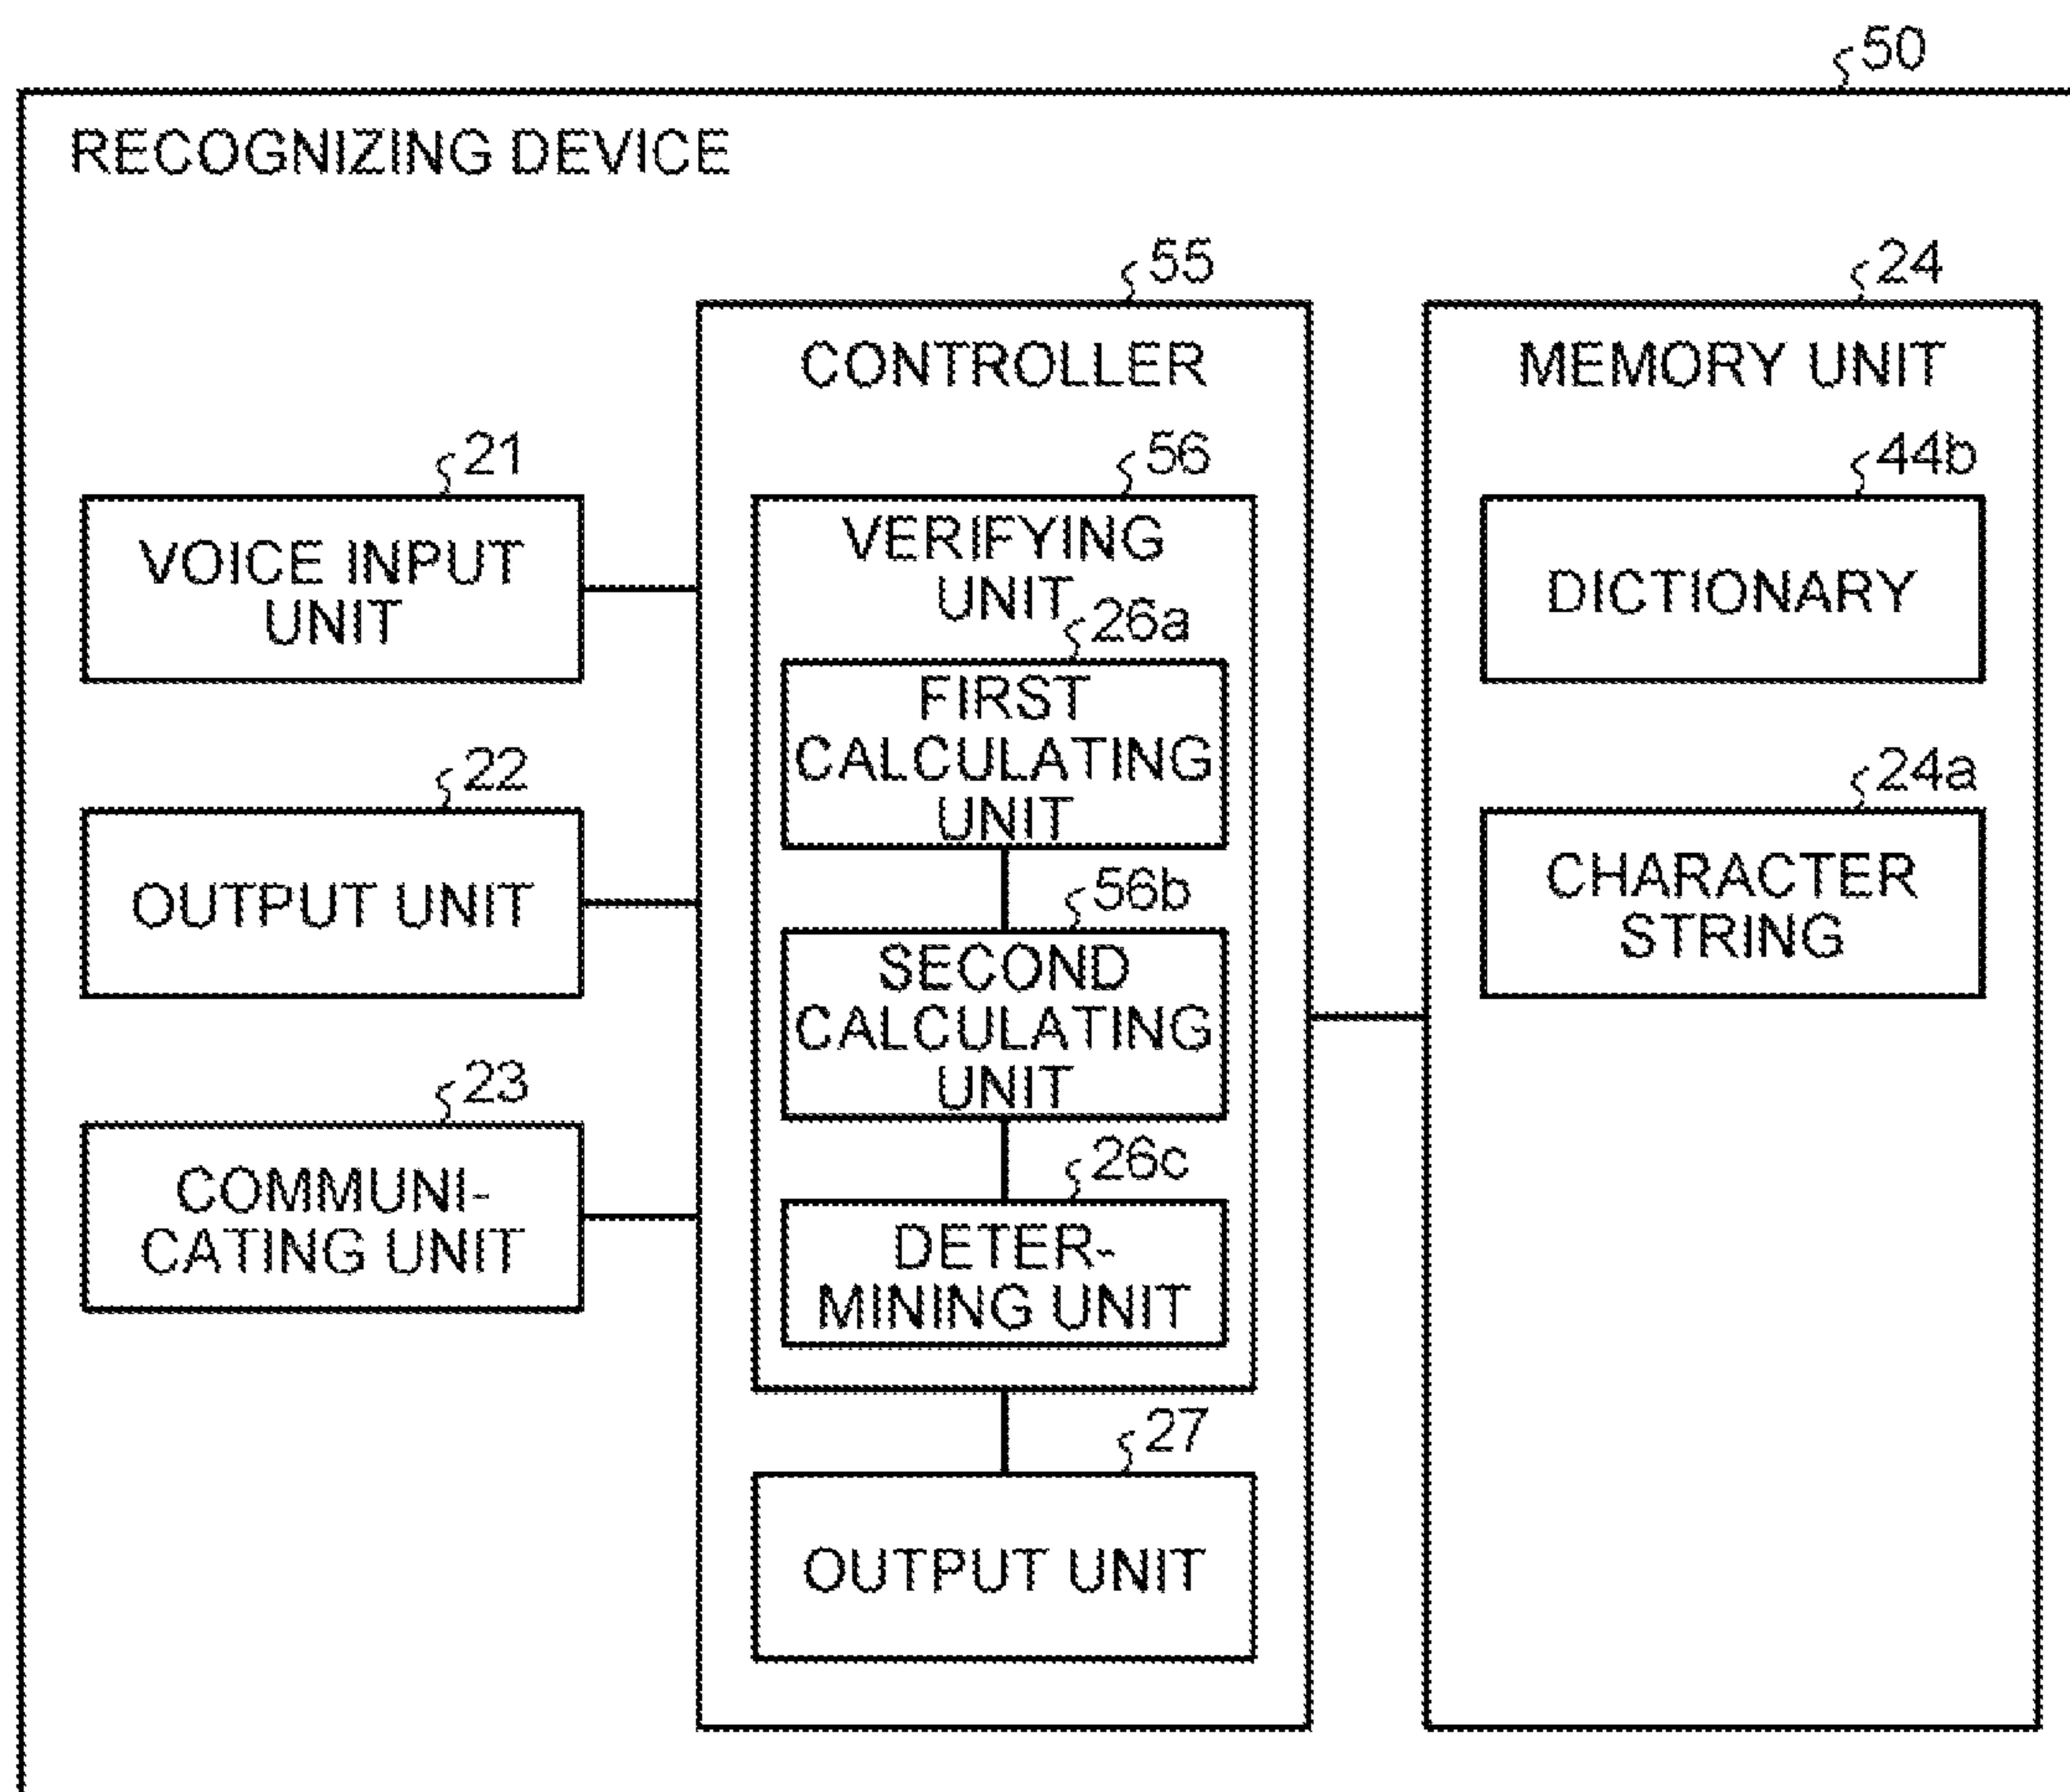 50
RECOGNIZING DEVICE
55
CONTROLLER
24
MEMORY UNIT
21
VOICE INPUT
UNIT
22
OUTPUT UNIT
23
COMMUNI-
CATING UNIT
56
VERIFYING
UNIT
26a
FIRST
CALCULATING
UNIT
56b
SECOND
CALCULATING
UNIT
26c
DETER-
MINING UNIT
27
OUTPUT UNIT
44b
DICTIONARY
24a
CHARACTER
STRING